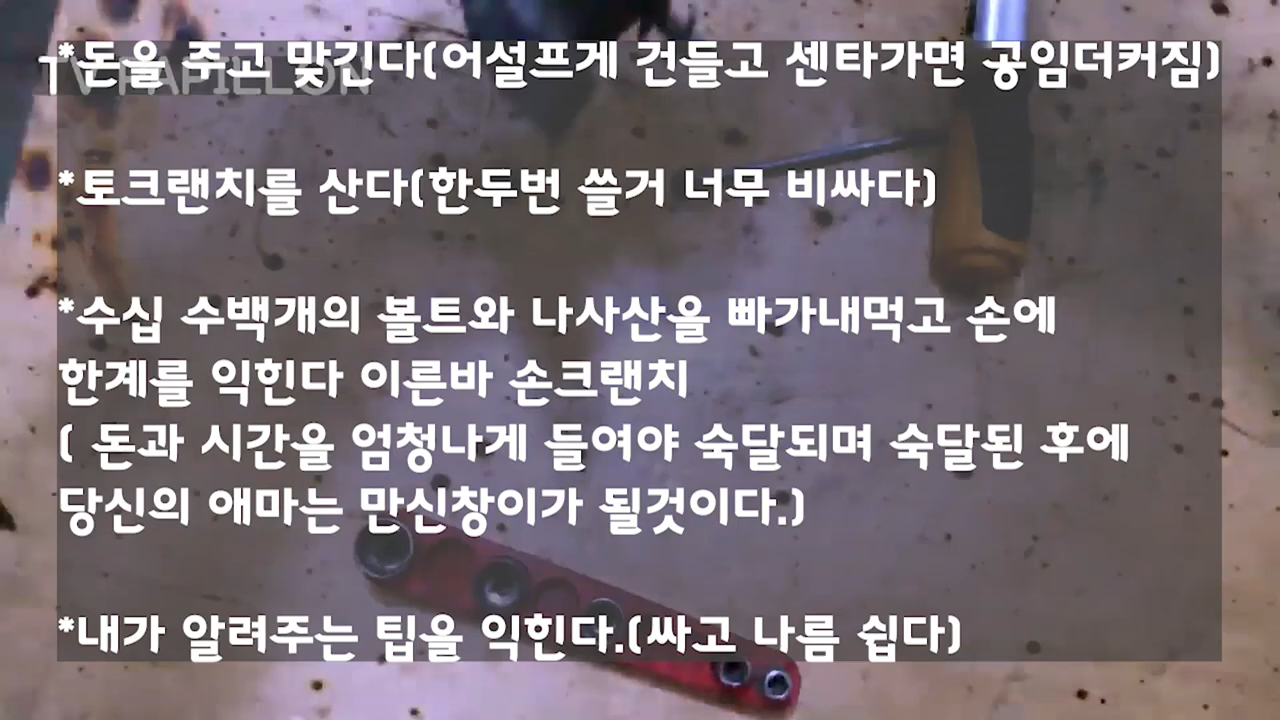 *돈을 주고 맞긴다(어설프게 건들고 센타가면 공임더커짐)
TV PAPILLON
*토크랜치를 산다(한두번 쓸거 너무 비싸다)
*수십 수백개의 볼트와 나사산을 빠가내먹고 손에
한계를 익힌다 이른바 손크랜치
( 돈과 시간을 엄청나게 들여야 숙달되며 숙달된 후에
당신의 애마는 만신창이가 될것이다.)
*내가 알려주는 팁을 익힌다.(싸고 나름 쉽다)